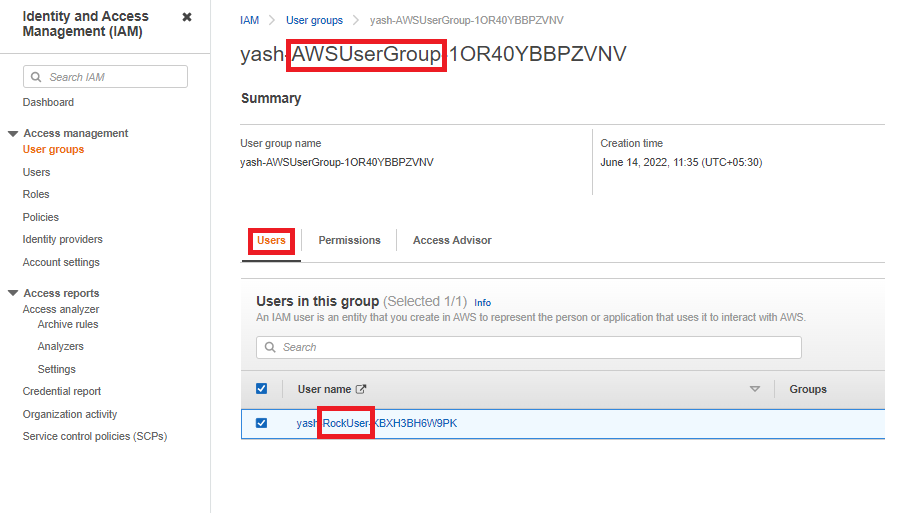 Identity and Access
Management (IAM)
Search IAM
Dashboard
Access management
User groups
Users
Roles
Policies
Identity providers
Account settings
Access reports
Access analyzer
Archive rules
Analyzers
Settings
Credential report
Organization activity
Service control policies (SCPs)
IAM User groups yash-AWSUserGroup-1OR40YBBPZVNV
yash-AWSUserGroup-1OR40YBBPZVNV
Summary
User group name Creation time
yash-AWSUserGroup-1OR40YBBPZVNV June 14, 2022, 11:35 (UTC+05:30)
Users Permissions Access Advisor
Users in this group (Selected 1/1) Info
An IAM user is an entity that you create in AWS to represent the person or application that uses it to interact with AWS.
Search
User name Groups
yash-RockUser-KBXH3BH6W9PK